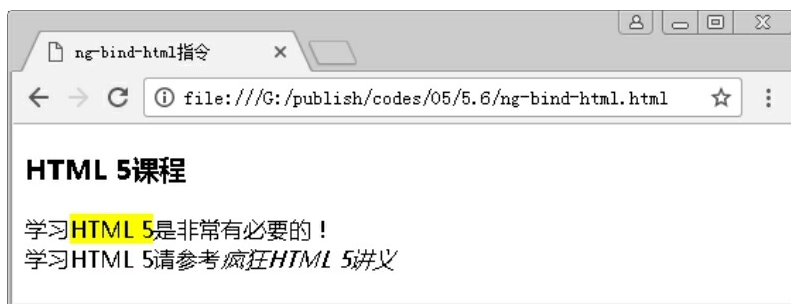 ng-bind-html指令
file:///G:/publish/codes/05/5.6/ng-bind-html.html
HTML 5课程
学习HTML 5是非常有必要的！
学习HTML 5请参考疯狂HTML 5讲义